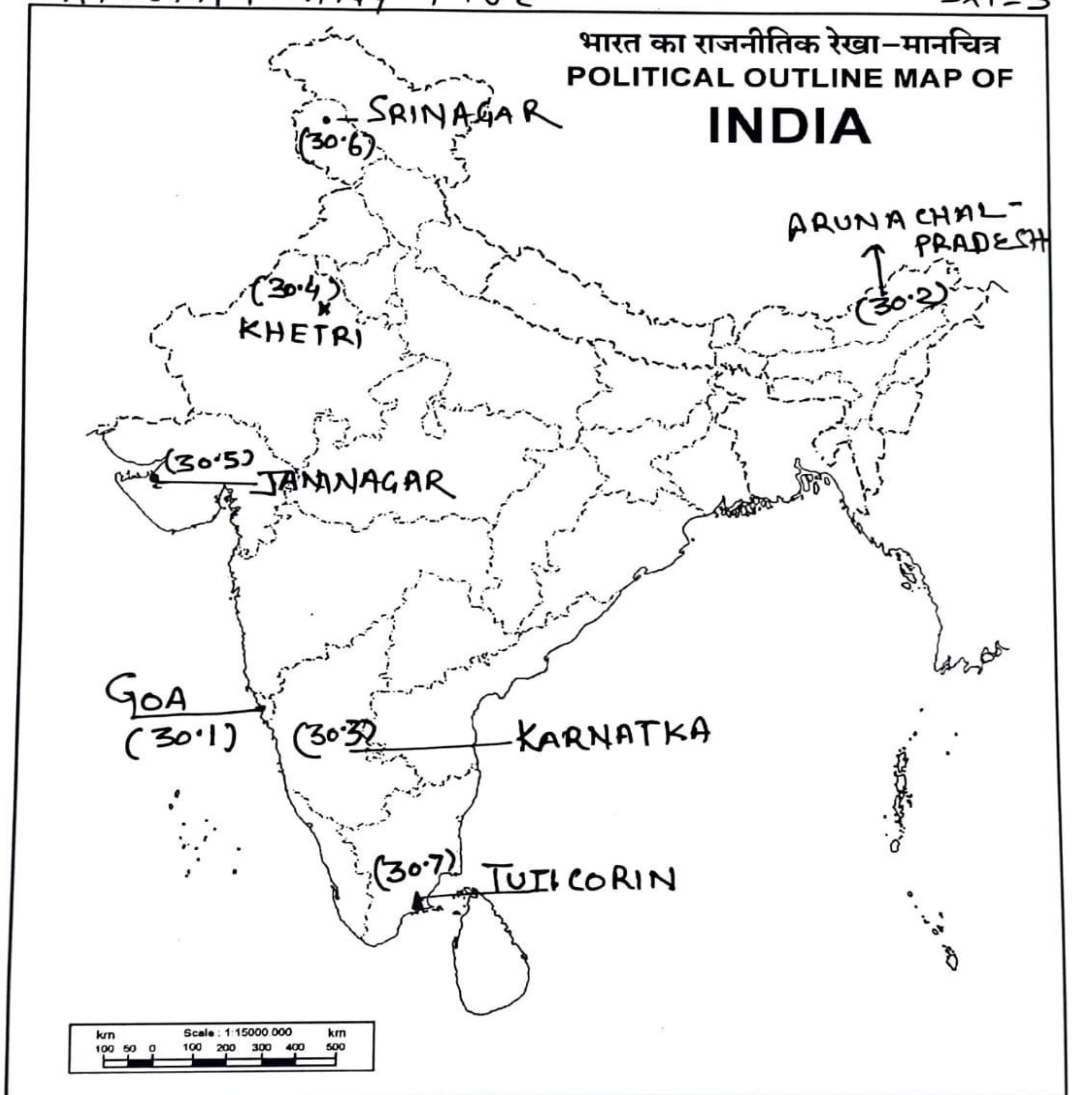 भारत का राजनीतिक रेखा-मानचित्र
POLITICAL OUTLINE MAP OF
INDIA
SRINAGAR
(30.6)
ARUNACHAL-
PRADESH
(30.2)
(30.4)
KHETRI
(30.5)
JAMNAGAR
GOA
(30.1)
(30.3)
KARNATKA
(30.7)
TUTICORIN
km Scale : 1:15000 000 km
100 50 0 100 200 300 400 500